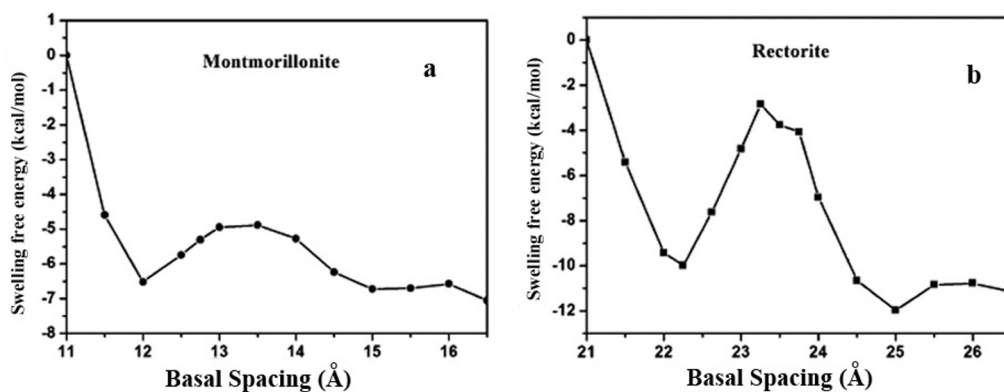 Montmorillonite
a
Swelling free energy (kcal/mol)
1
0
-1
-2
-3
-4
-5
-6
-7
-8
11 12 13 14 15 16
Basal Spacing (Å)
Rectorite
b
Swelling free energy (kcal/mol)
0
-2
-4
-6
-8
-10
-12
21 22 23 24 25 26
Basal Spacing (Å)